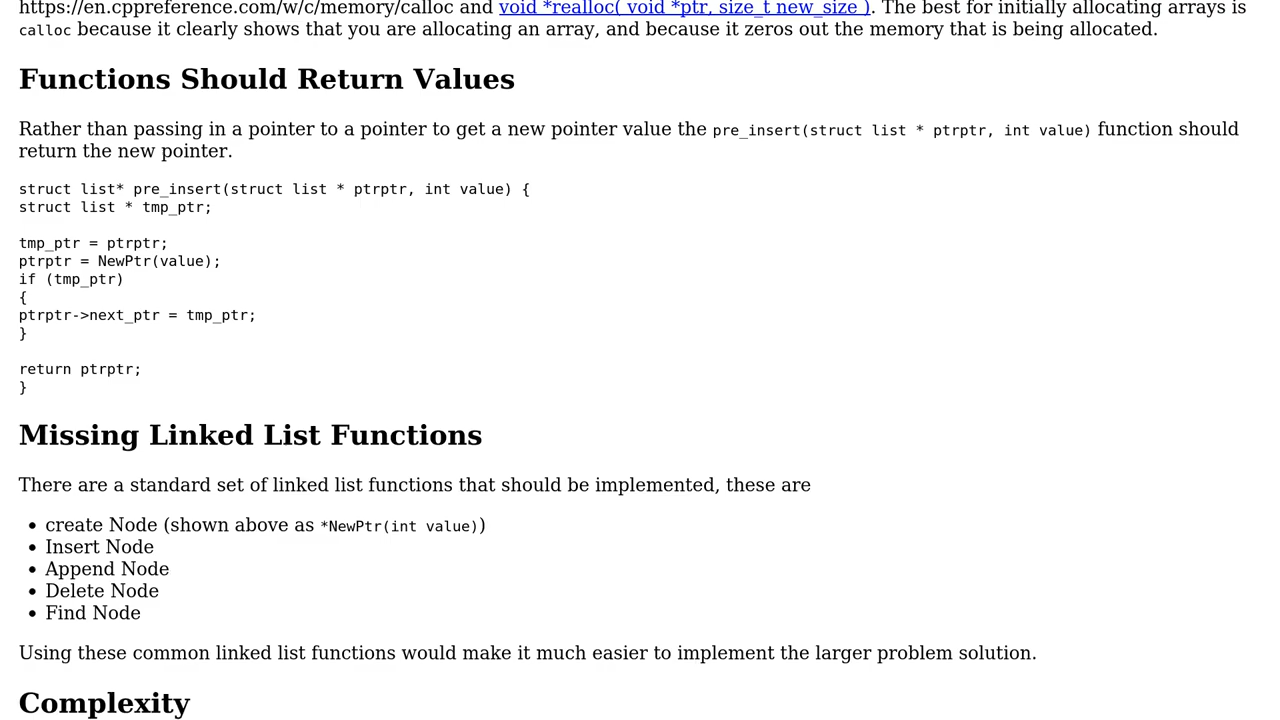 https://en.cppreference.com/w/c/memory/calloc and void *realloc( void *ptr, size_t new_size ). The best for initially allocating arrays is
calloc because it clearly shows that you are allocating an array, and because it zeros out the memory that is being allocated.
Functions Should Return Values
Rather than passing in a pointer to a pointer to get a new pointer value the pre_insert(struct list * ptrptr, int value) function should
return the new pointer.
struct list* pre_insert(struct list * ptrptr, int value) {
struct list * tmp_ptr;
tmp_ptr = ptrptr;
ptrptr = NewPtr(value);
if (tmp_ptr)
{
ptrptr->next_ptr = tmp_ptr;
}
return ptrptr;
}
Missing Linked List Functions
There are a standard set of linked list functions that should be implemented, these are
• create Node (shown above as *NewPtr(int value))
• Insert Node
• Append Node
• Delete Node
• Find Node
Using these common linked list functions would make it much easier to implement the larger problem solution.
Complexity